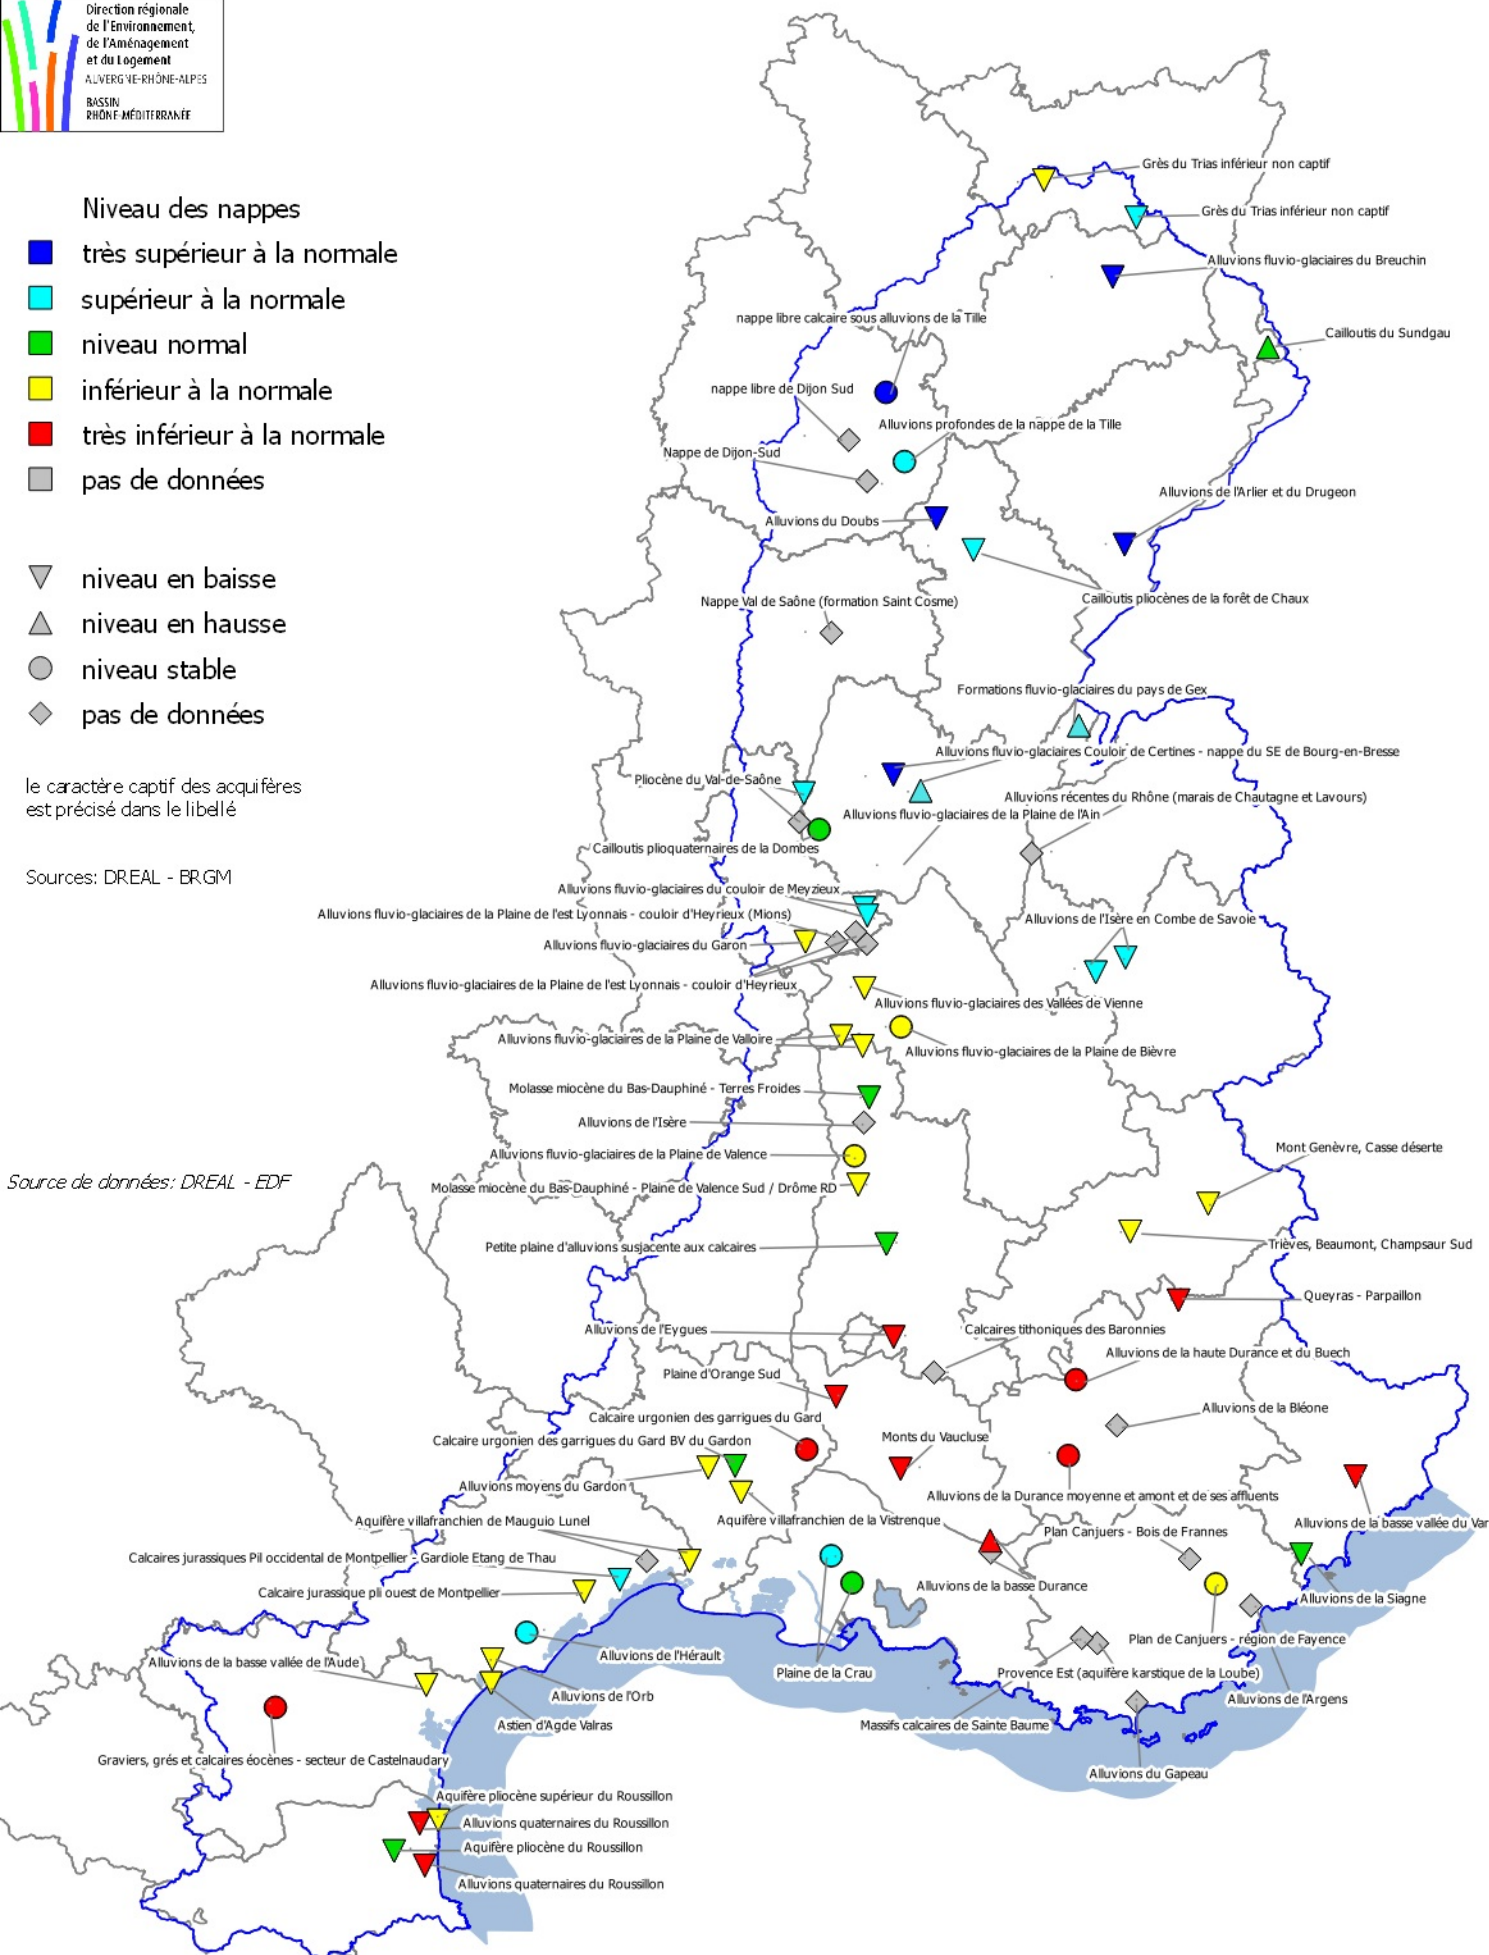 Direction régionale
de l'Environnement,
de l'Aménagement
et du Logement
AUVERGNE-RHÔNE-ALPES
BASSIN
RHÔNE-MÉDITERRANÉE
Niveau des nappes
très supérieur à la normale
supérieur à la normale
niveau normal
inférieur à la normale
très inférieur à la normale
pas de données
niveau en baisse
niveau en hausse
niveau stable
pas de données
le caractère captif des acquifères
est précisé dans le libellé
Sources: DREAL - BRGM
Source de données: DREAL - EDF
Grès du Trias inférieur non captif
Grès du Trias inférieur non captif
Alluvions fluvio-glaciaires du Breuchin
nappe libre calcaire sous alluvions de la Tille
Cailloutis du Sundgau
nappe libre de Dijon Sud
Alluvions profondes de la nappe de la Tille
Nappe de Dijon-Sud
Alluvions de l'Arlier et du Drugeon
Alluvions du Doubs
Cailloutis pliocènes de la forêt de Chaux
Nappe Val de Saône (formation Saint Cosme)
Formations fluvio-glaciaires du pays de Gex
Alluvions fluvio-glaciaires Couloir de Certines - nappe du SE de Bourg-en-Bresse
Pliocène du Val-de-Saône
Alluvions récentes du Rhône (marais de Chautagne et Lavours)
Alluvions fluvio-glaciaires de la Plaine de l'Ain
Cailloutis plioquaternaires de la Dombes
Alluvions fluvio-glaciaires du couloir de Meyzieux
Alluvions fluvio-glaciaires de la Plaine de l'est Lyonnais - couloir d'Heyrieux (Mions)
Alluvions de l'Isère en Combe de Savoie
Alluvions fluvio-glaciaires du Garon
Alluvions fluvio-glaciaires de la Plaine de l'est Lyonnais - couloir d'Heyrieux
Alluvions fluvio-glaciaires des Vallées de Vienne
Alluvions fluvio-glaciaires de la Plaine de Valloire
Alluvions fluvio-glaciaires de la Plaine de Bièvre
Molasse miocène du Bas-Dauphiné - Terres Froides
Alluvions de l'Isère
Mont Genèvre, Casse déserte
Alluvions fluvio-glaciaires de la Plaine de Valence
Molasse miocène du Bas-Dauphiné - Plaine de Valence Sud / Drôme RD
Petite plaine d'alluvions susjacente aux calcaires
Trièves, Beaumont, Champsaur Sud
Queyras - Parpaillon
Alluvions de l'Eygues
Calcaires tithoniques des Baronnies
Alluvions de la haute Durance et du Buech
Plaine d'Orange Sud
Alluvions de la Bléone
Calcaire urgonien des garrigues du Gard
Calcaire urgonien des garrigues du Gard BV du Gardon
Monts du Vaucluse
Alluvions moyens du Gardon
Alluvions de la Durance moyenne et amont et de ses affluents
Aquifère villafranchien de Mauguio Lunel
Aquifère villafranchien de la Vistrenque
Alluvions de la basse vallée du Var
Plan Canjuers - Bois de Frannes
Calcaires jurassiques Pil occidental de Montpellier - Gardiole Etang de Thau
Calcaire jurassique pli ouest de Montpellier
Alluvions de la basse Durance
Alluvions de la Siagne
Plan de Canjuers - région de Fayence
Alluvions de la basse vallée de l'Aude
Alluvions de l'Hérault
Plaine de la Crau
Provence Est (aquifère karstique de la Loube)
Alluvions de l'Orb
Alluvions de l'Argens
Astien d'Agde Valras
Massifs calcaires de Sainte Baume
Graviers, grés et calcaires éocènes - secteur de Castelnaudary
Alluvions du Gapeau
Aquifère pliocène supérieur du Roussillon
Alluvions quaternaires du Roussillon
Aquifère pliocène du Roussillon
Alluvions quaternaires du Roussillon